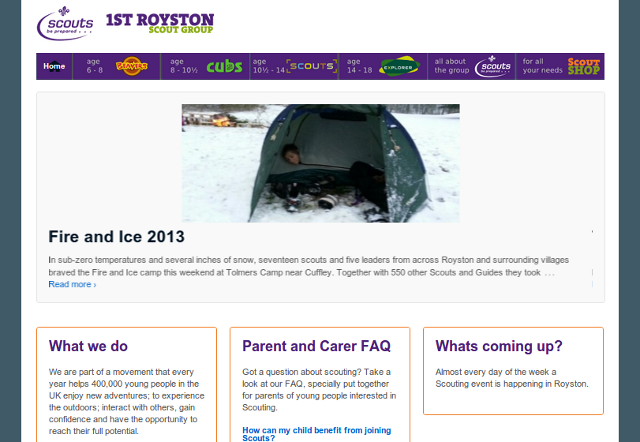 scouts
be prepared . . .
1ST ROYSTON
SCOUT GROUP
Home
age
6 - 8
BEAVERS
age
8 - 10½
cubs
age
10½ - 14
SCOUTS
age
14 - 18
EXPLORER
all about
the group
scouts
be prepared . . .
for all
your needs
SCOUT
SHOP
Fire and Ice 2013
In sub-zero temperatures and several inches of snow, seventeen scouts and five leaders from across Royston and surrounding villages
braved the Fire and Ice camp this weekend at Tolmers Camp near Cuffley. Together with 550 other Scouts and Guides they took …
Read more ›
What we do
We are part of a movement that every
year helps 400,000 young people in the
UK enjoy new adventures; to experience
the outdoors; interact with others, gain
confidence and have the opportunity to
reach their full potential.
Parent and Carer FAQ
Got a question about scouting? Take a
look at our FAQ, specially put together
for parents of young people interested in
Scouting.
How can my child benefit from joining
Scouts?
Whats coming up?
Almost every day of the week a
Scouting event is happening in Royston.